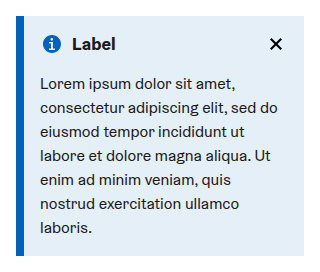 Label
Lorem ipsum dolor sit amet,
consectetur adipiscing elit, sed do
eiusmod tempor incididunt ut
labore et dolore magna aliqua. Ut
enim ad minim veniam, quis
nostrud exercitation ullamco
laboris.